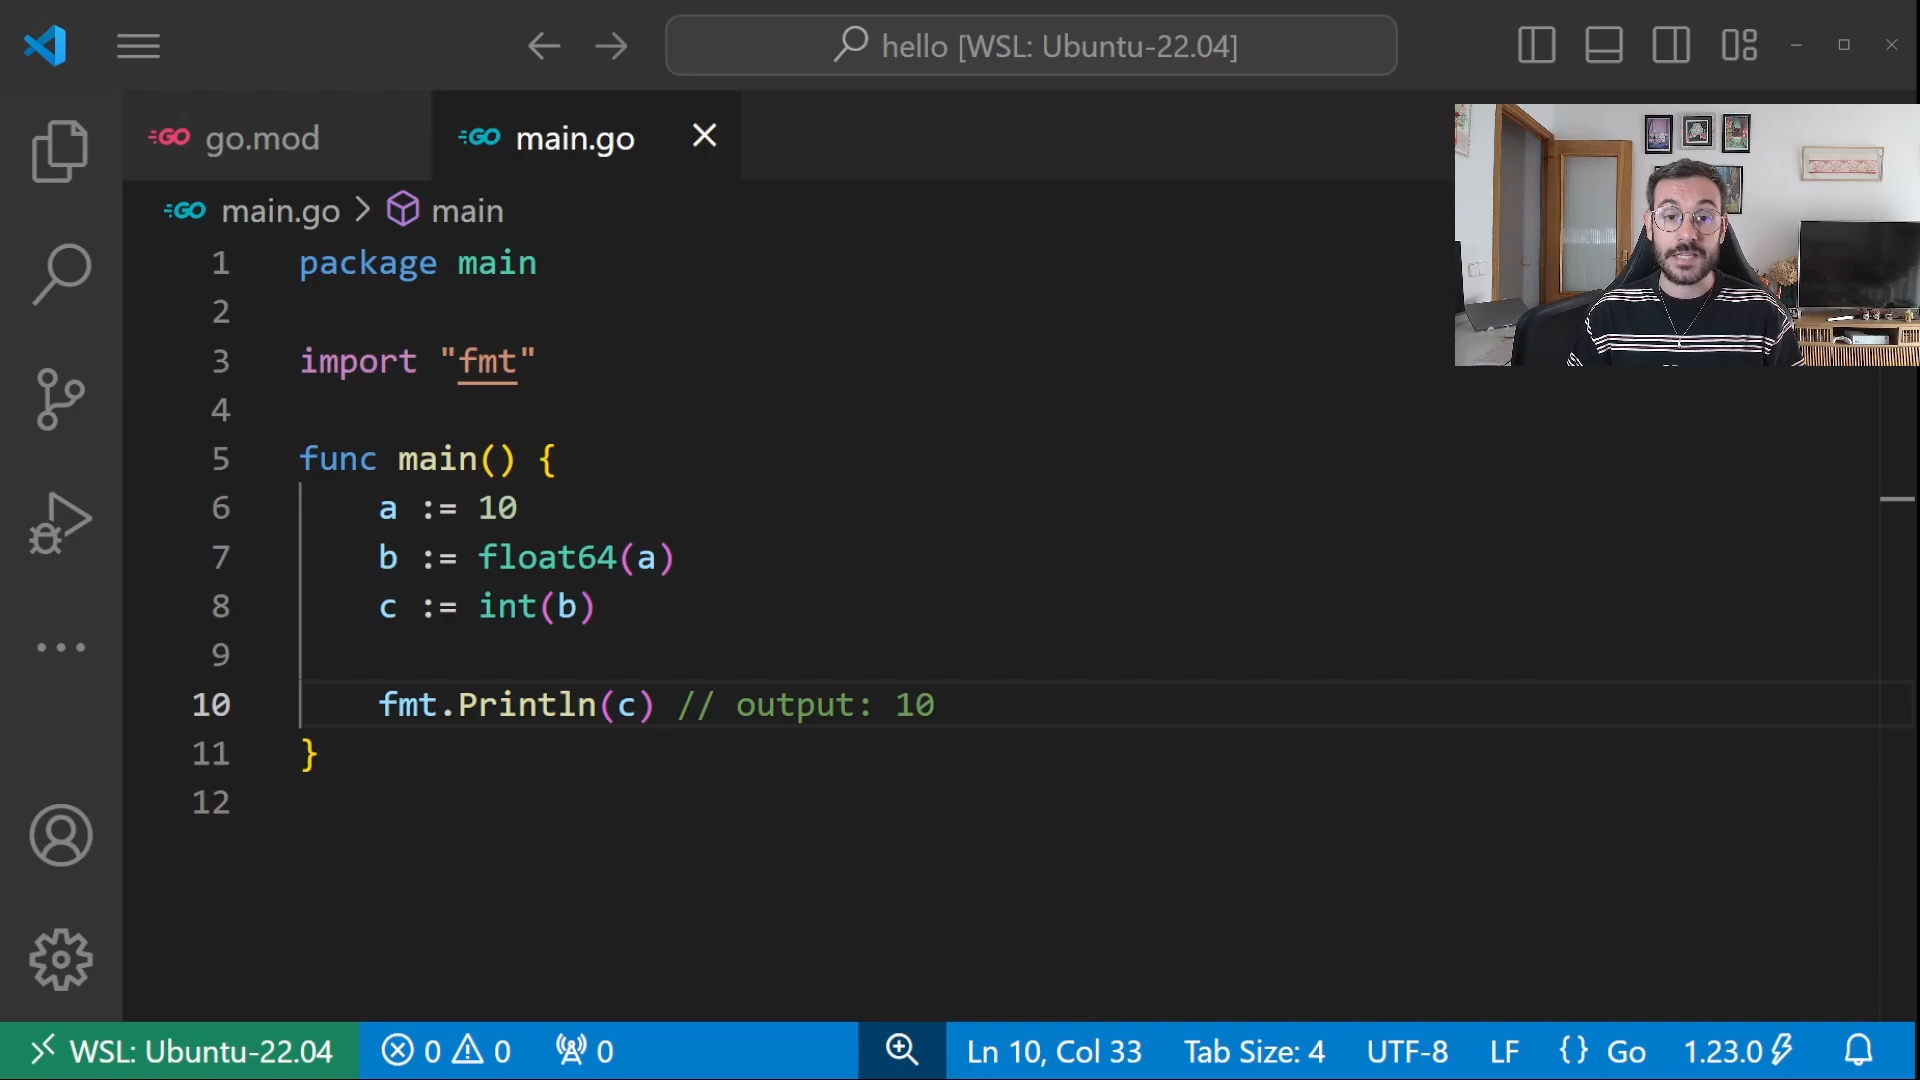 hello [WSL: Ubuntu-22.04]
GO go.mod GO main.go
GO main.go > main
1 package main
2
3 import "fmt"
4
5 func main() {
6 a := 10
7 b := float64(a)
8 c := int(b)
9
10 fmt.Println(c) // output: 10
11 }
12
WSL: Ubuntu-22.04 0 0 0 Ln 10, Col 33 Tab Size: 4 UTF-8 LF {} Go 1.23.0